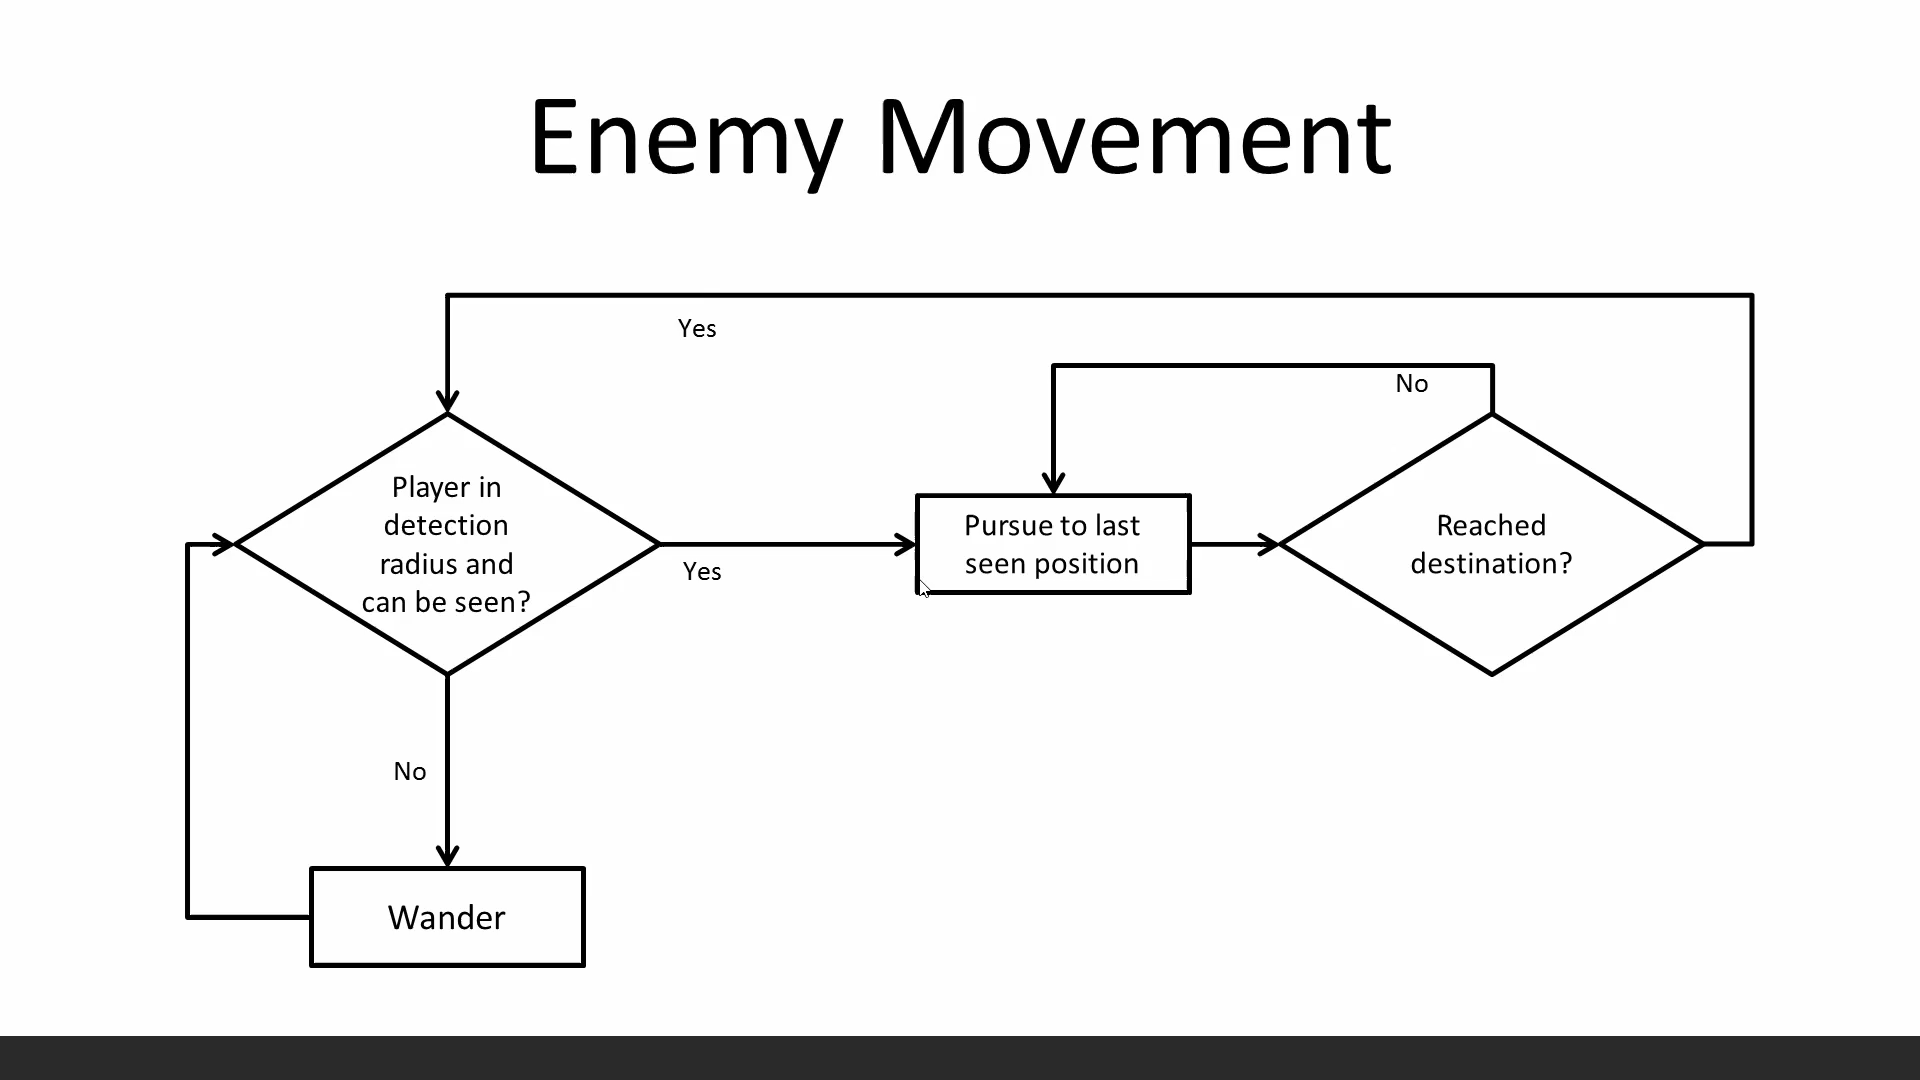 Enemy Movement
Yes
No
Player in
detection
radius and
can be seen?
Yes
Pursue to last
seen position
Reached
destination?
No
Wander